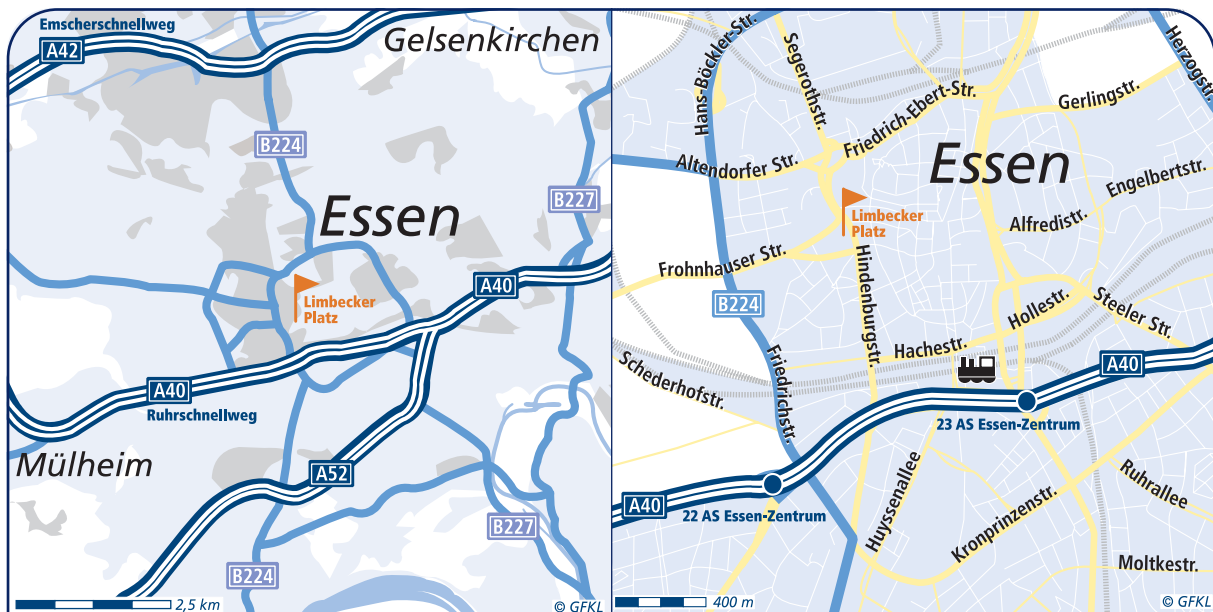 Emscherschnellweg
A42
Gelsenkirchen
B224
B227
Essen
A40
Limbecker
Platz
A40
Ruhrschnellweg
Mülheim
A52
B227
B224
2,5 km
© GFKL
Hans-Böckler-Str.
Segerothstr.
Herzogstr.
Friedrich-Ebert-Str.
Gerlingstr.
Altendorfer Str.
Essen
Engelbertstr.
Limbecker
Platz
Alfredistr.
Frohnhauser Str.
Hindenburgstr.
B224
Hollestr.
Steeler Str.
Hachestr.
Schederhofstr.
Friedrichstr.
A40
23 AS Essen-Zentrum
A40
22 AS Essen-Zentrum
Huyssenallee
Kronprinzenstr.
Ruhrallee
Moltkestr.
400 m
© GFKL